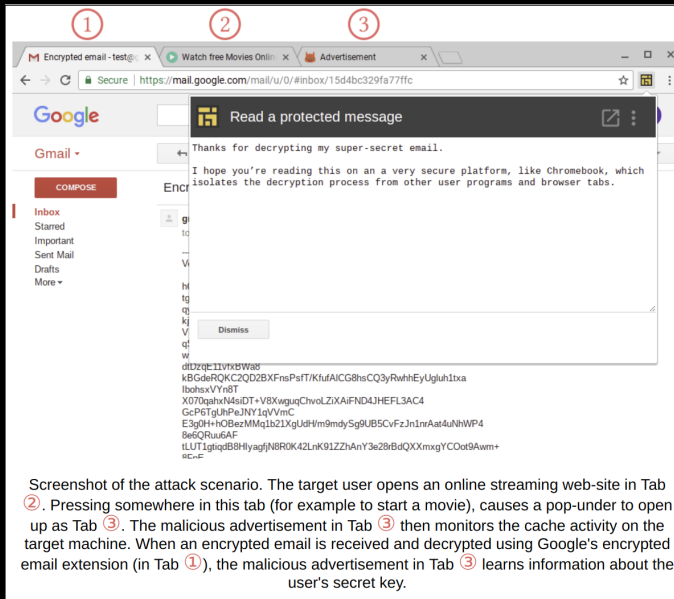 1 2 3
Encrypted email - test@g × Watch free Movies Onlin × Advertisement ×
Secure | https://mail.google.com/mail/u/0/#inbox/15d4bc329fa77ffc
Google
Read a protected message
Gmail
Thanks for decrypting my super-secret email.
I hope you're reading this on an a very secure platform, like Chromebook, which
isolates the decryption process from other user programs and browser tabs.
COMPOSE
Encr
Inbox
Starred
Important
Sent Mail
Drafts
More
to
Dismiss
dtDzqE11vfxBWa8
kBGdeRQKC2QD2BXFnsPsfT/KfufAlCG8hsCQ3yRwhhEyUgluh1txa
IbohsxVYn8T
X070qahxN4siDT+V8XwguqChvoLZiXAiFND4JHEFL3AC4
GcP6TgUhPeJNY1qVVmC
E3g0H+hOBezMMq1b21XgUdH/m9mdySg9UB5CvFzJn1nrAat4uNhWP4
8e6QRuu6AF
tLUT1gtiqdB8HlyagfjN8R0K42LnK91ZZhAnY3e28rBdQXXmxgYCOot9Awm+
Screenshot of the attack scenario. The target user opens an online streaming web-site in Tab
②. Pressing somewhere in this tab (for example to start a movie), causes a pop-under to open
up as Tab ③. The malicious advertisement in Tab ③ then monitors the cache activity on the
target machine. When an encrypted email is received and decrypted using Google's encrypted
email extension (in Tab ①), the malicious advertisement in Tab ③ learns information about the
user's secret key.